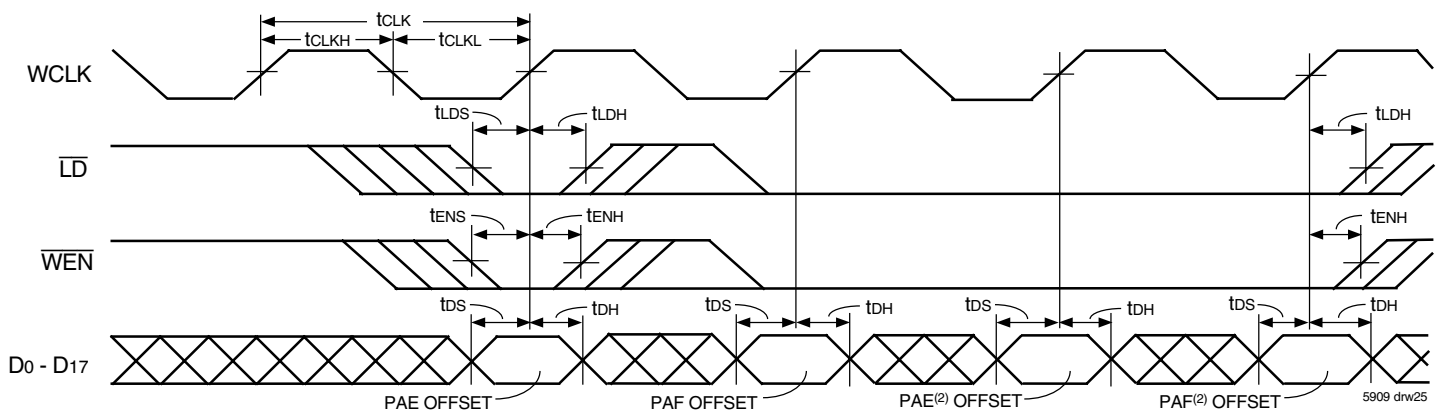 tCLK
tCLKH tCLKL
WCLK
tLDS tLDH tLDH
LD
tENS tENH tENH
WEN
tDS tDH tDS tDH tDS tDH tDS tDH
D0 - D17
PAE OFFSET PAF OFFSET PAE(2) OFFSET PAF(2) OFFSET
5909 drw25